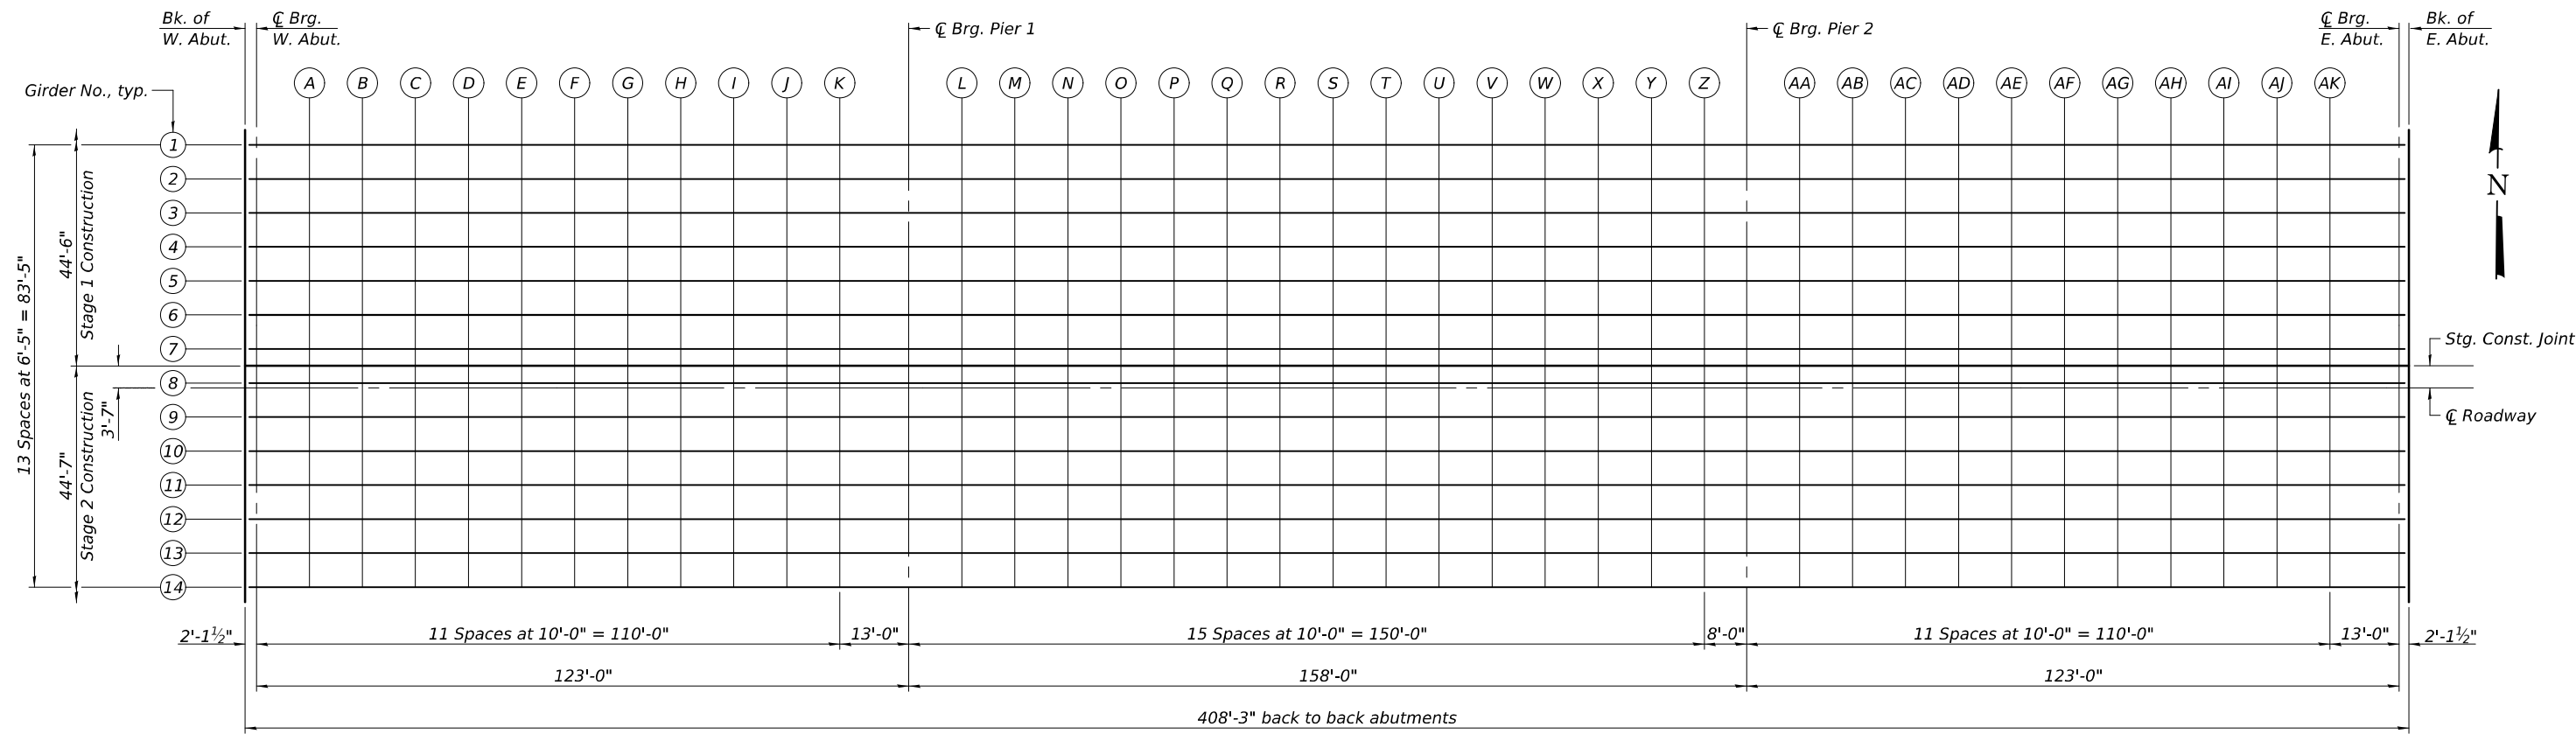 Bk. of
W. Abut.
℄ Brg.
W. Abut.
℄ Brg. Pier 1
℄ Brg. Pier 2
℄ Brg.
E. Abut.
Bk. of
E. Abut.
Girder No., typ.
A B C D E F G H I J K L M N O P Q R S T U V W X Y Z AA AB AC AD AE AF AG AH AI AJ AK
1
2
3
4
5
6
7
8
9
10
11
12
13
14
13 Spaces at 6'-5" = 83'-5"
44'-6"
Stage 1 Construction
44'-7"
Stage 2 Construction
3'-7"
N
Stg. Const. Joint
℄ Roadway
2'-1½"
11 Spaces at 10'-0" = 110'-0"
13'-0"
15 Spaces at 10'-0" = 150'-0"
8'-0"
11 Spaces at 10'-0" = 110'-0"
13'-0"
2'-1½"
123'-0"
158'-0"
123'-0"
408'-3" back to back abutments